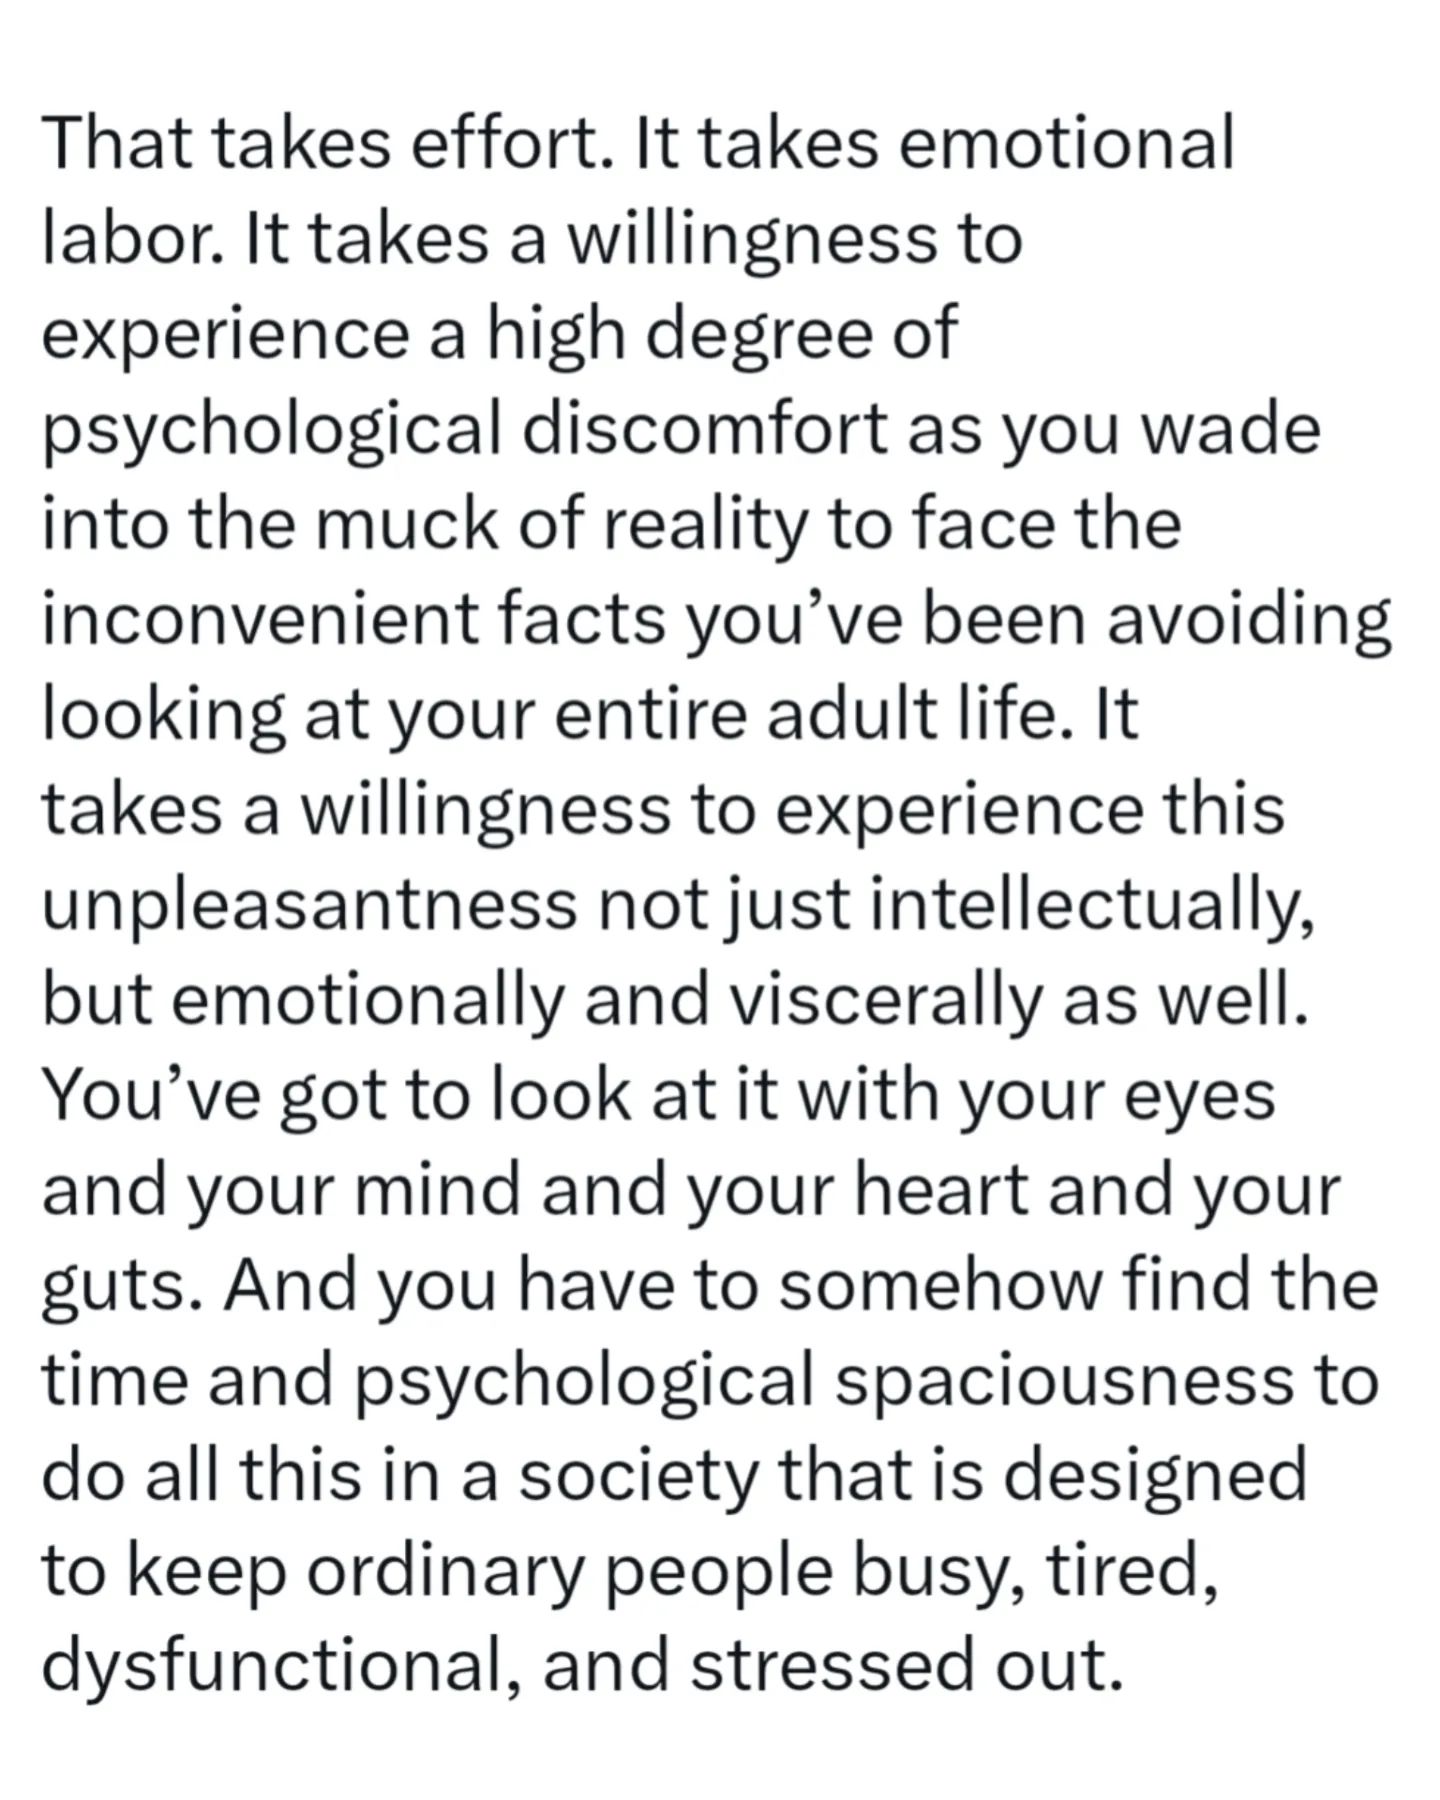 That takes effort. It takes emotional
labor. It takes a willingness to
experience a high degree of
psychological discomfort as you wade
into the muck of reality to face the
inconvenient facts you’ve been avoiding
looking at your entire adult life. It
takes a willingness to experience this
unpleasantness not just intellectually,
but emotionally and viscerally as well.
You’ve got to look at it with your eyes
and your mind and your heart and your
guts. And you have to somehow find the
time and psychological spaciousness to
do all this in a society that is designed
to keep ordinary people busy, tired,
dysfunctional, and stressed out.